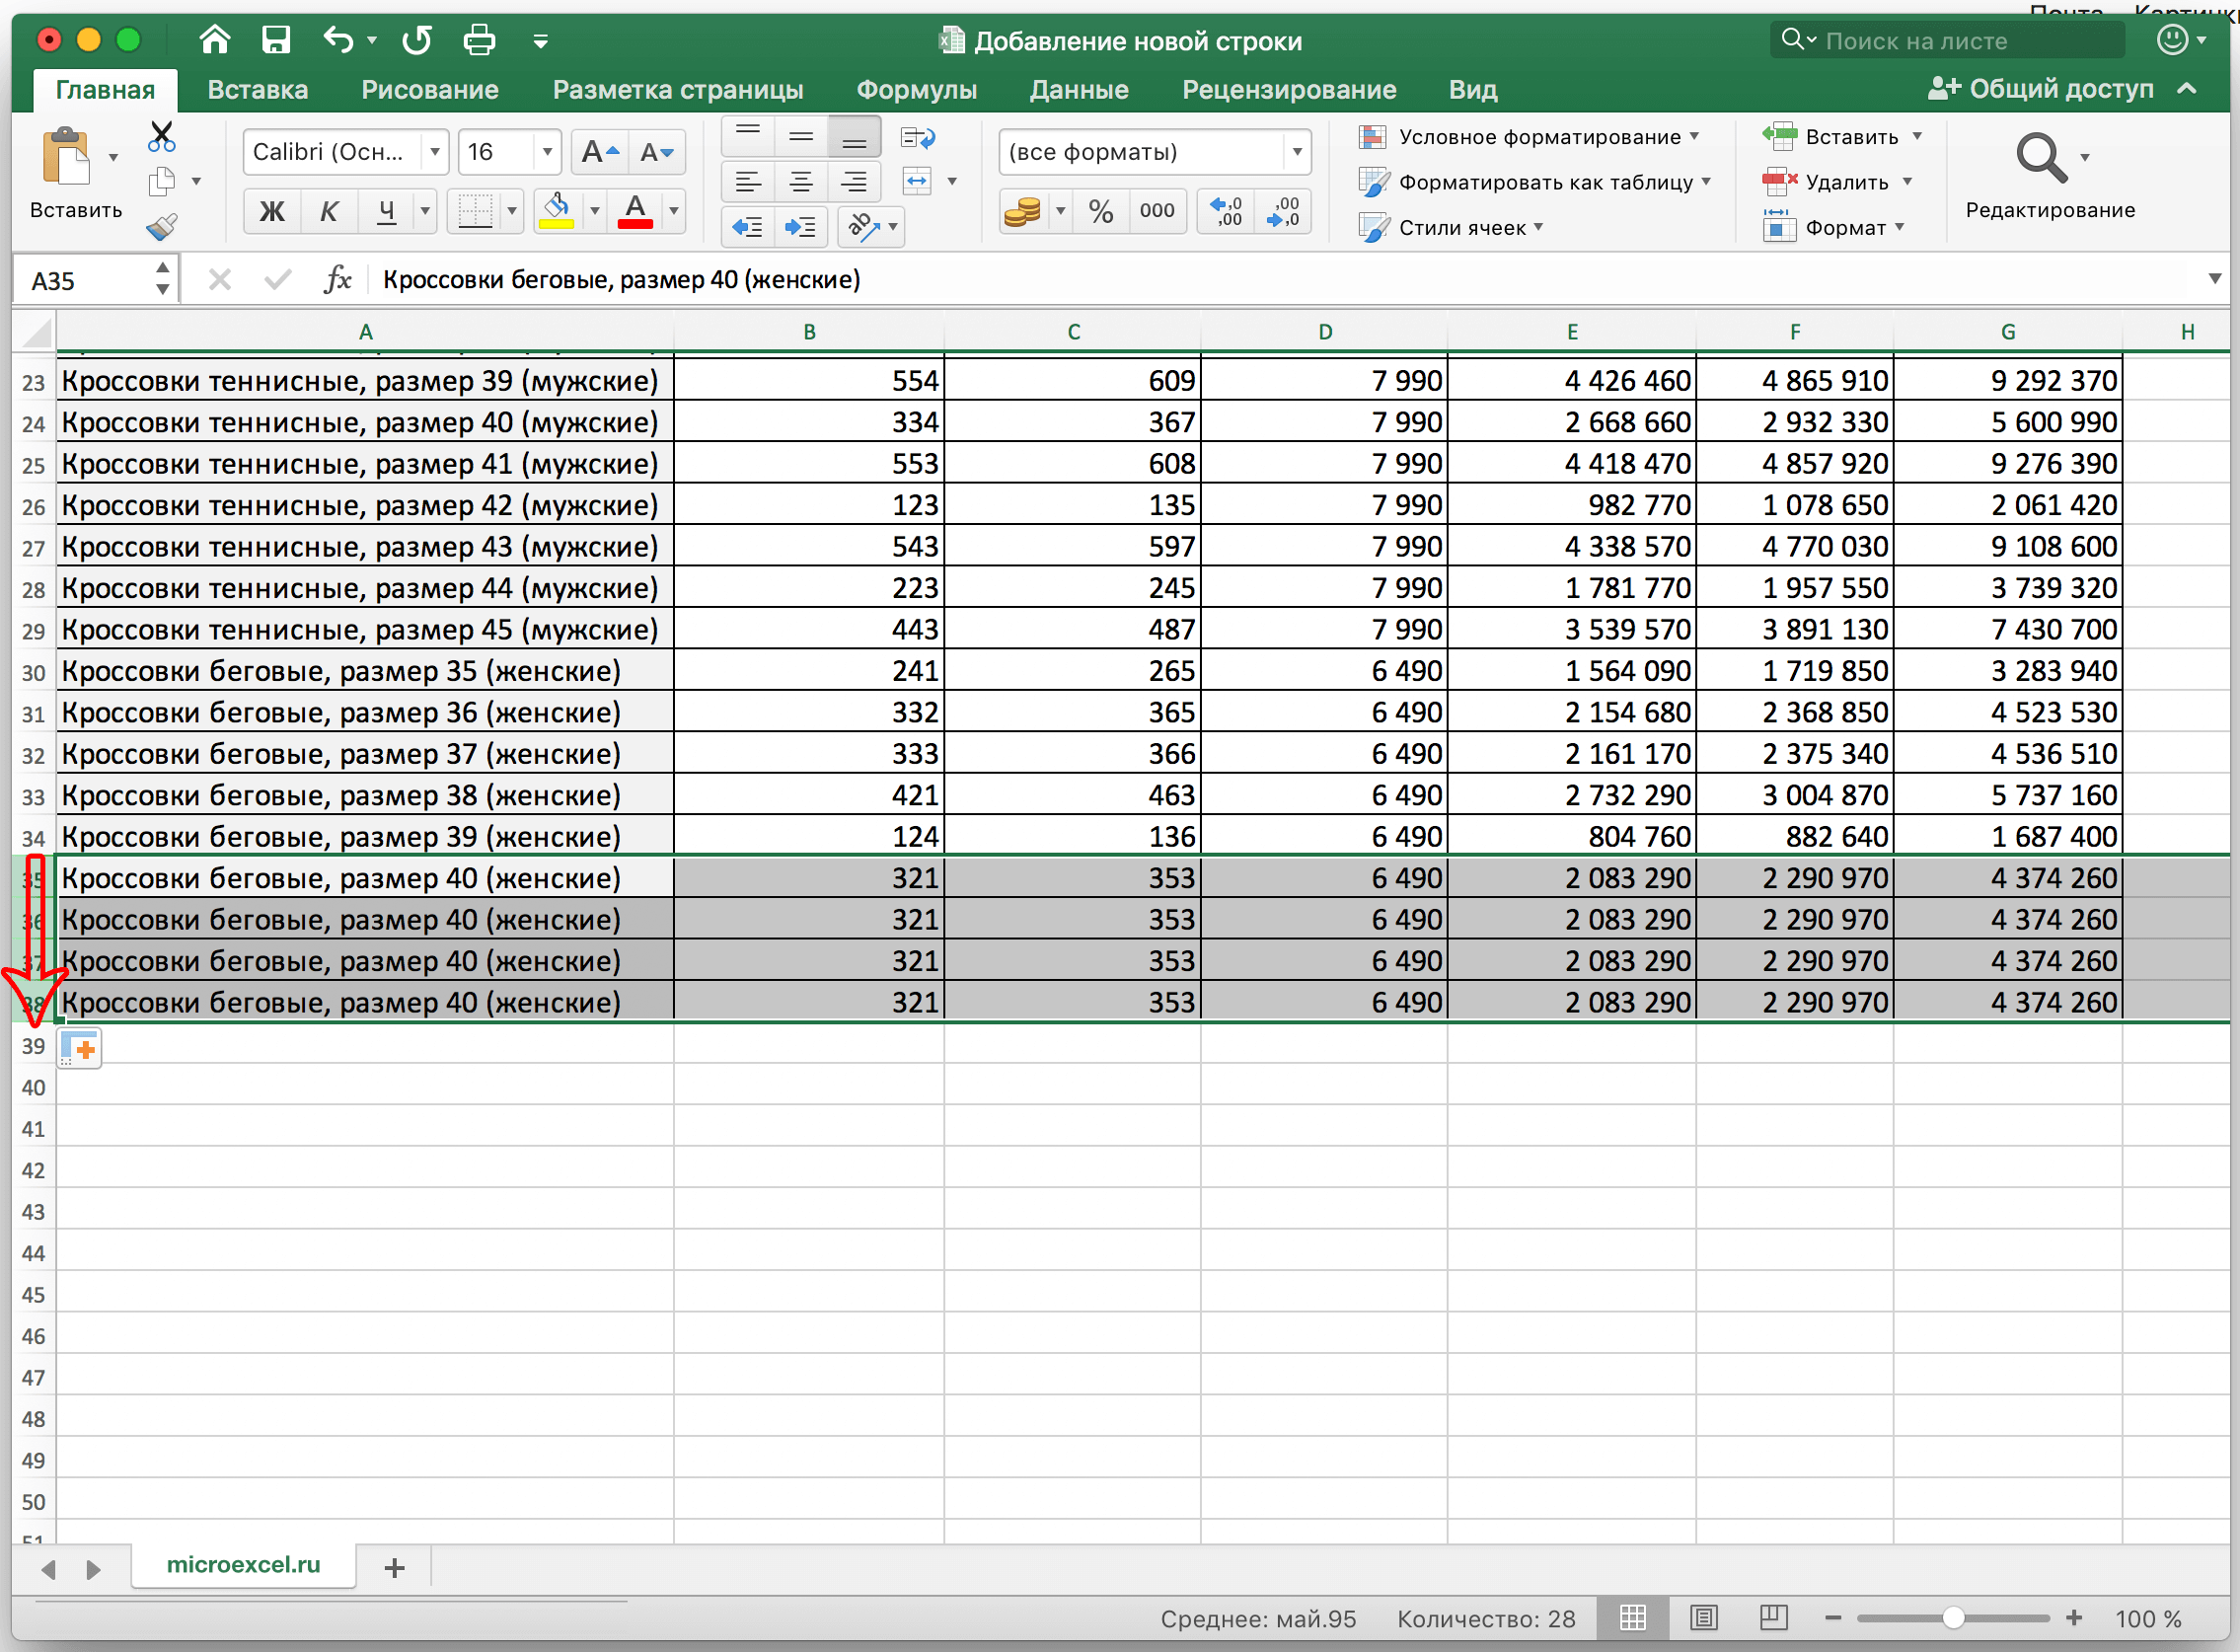 Добавление новой строки
Поиск на листе
Главная Вставка Рисование Разметка страницы Формулы Данные Рецензирование Вид Общий доступ
Вставить
Calibri (Осн... 16
Ж К Ч
(все форматы)
% 000
Условное форматирование
Форматировать как таблицу
Стили ячеек
Вставить
Удалить
Формат
Редактирование
A35 fx Кроссовки беговые, размер 40 (женские)
A B C D E F G H
23 Кроссовки теннисные, размер 39 (мужские) 554 609 7 990 4 426 460 4 865 910 9 292 370
24 Кроссовки теннисные, размер 40 (мужские) 334 367 7 990 2 668 660 2 932 330 5 600 990
25 Кроссовки теннисные, размер 41 (мужские) 553 608 7 990 4 418 470 4 857 920 9 276 390
26 Кроссовки теннисные, размер 42 (мужские) 123 135 7 990 982 770 1 078 650 2 061 420
27 Кроссовки теннисные, размер 43 (мужские) 543 597 7 990 4 338 570 4 770 030 9 108 600
28 Кроссовки теннисные, размер 44 (мужские) 223 245 7 990 1 781 770 1 957 550 3 739 320
29 Кроссовки теннисные, размер 45 (мужские) 443 487 7 990 3 539 570 3 891 130 7 430 700
30 Кроссовки беговые, размер 35 (женские) 241 265 6 490 1 564 090 1 719 850 3 283 940
31 Кроссовки беговые, размер 36 (женские) 332 365 6 490 2 154 680 2 368 850 4 523 530
32 Кроссовки беговые, размер 37 (женские) 333 366 6 490 2 161 170 2 375 340 4 536 510
33 Кроссовки беговые, размер 38 (женские) 421 463 6 490 2 732 290 3 004 870 5 737 160
34 Кроссовки беговые, размер 39 (женские) 124 136 6 490 804 760 882 640 1 687 400
35 Кроссовки беговые, размер 40 (женские) 321 353 6 490 2 083 290 2 290 970 4 374 260
36 Кроссовки беговые, размер 40 (женские) 321 353 6 490 2 083 290 2 290 970 4 374 260
37 Кроссовки беговые, размер 40 (женские) 321 353 6 490 2 083 290 2 290 970 4 374 260
38 Кроссовки беговые, размер 40 (женские) 321 353 6 490 2 083 290 2 290 970 4 374 260
39
40
41
42
43
44
45
46
47
48
49
50
microexcel.ru
Среднее: май.95 Количество: 28 100 %